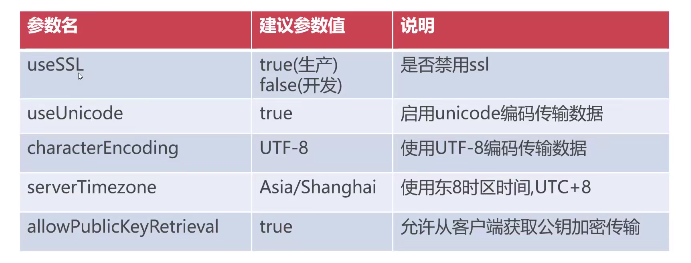 参数名 建议参数值 说明
useSSL true(生产) 是否禁用ssl
false(开发)
useUnicode true 启用unicode编码传输数据
characterEncoding UTF-8 使用UTF-8编码传输数据
serverTimezone Asia/Shanghai 使用东8时区时间,UTC+8
allowPublicKeyRetrieval true 允许从客户端获取公钥加密传输